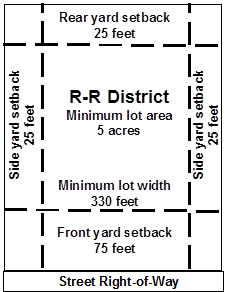 Rear yard setback
25 feet
Side yard setback
25 feet
R-R District
Minimum lot area
5 acres
Side yard setback
25 feet
Minimum lot width
330 feet
Front yard setback
75 feet
Street Right-of-Way